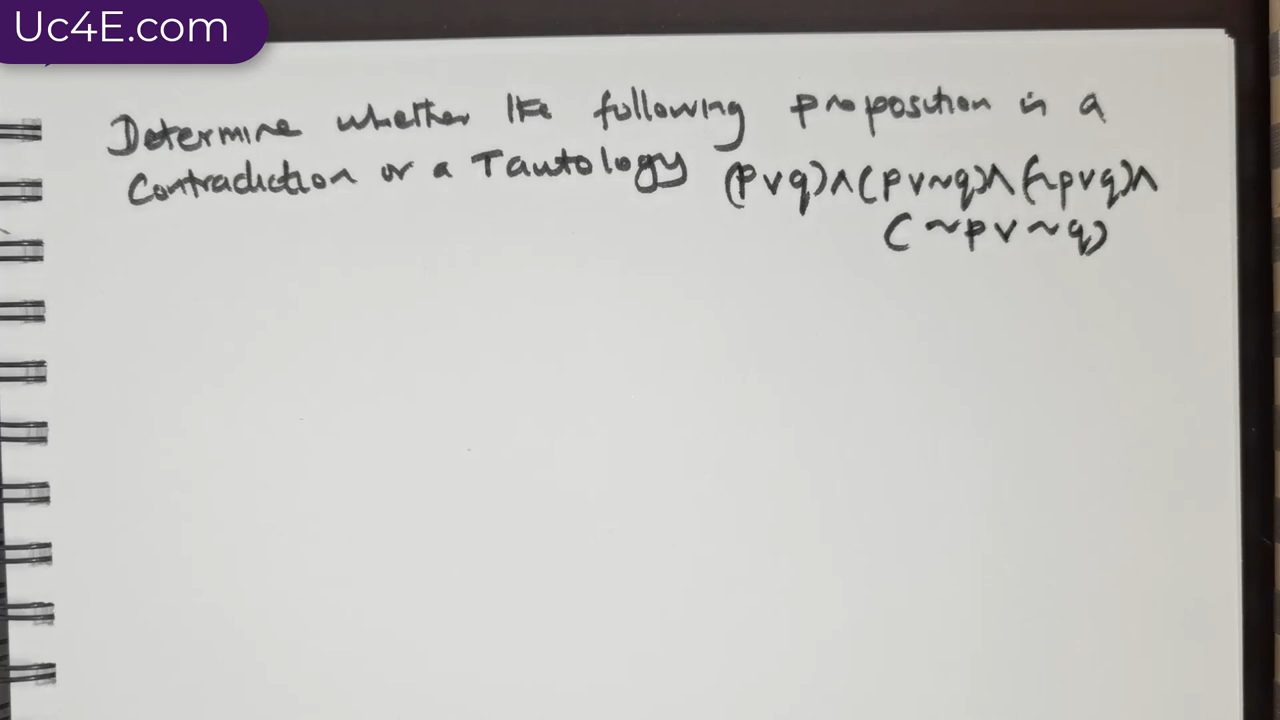 Uc4E.com
Determine whether the following proposition is a
Contradiction or a Tautology (p∨q)∧(p∨~q)∧(~p∨q)∧
(~p∨~q)